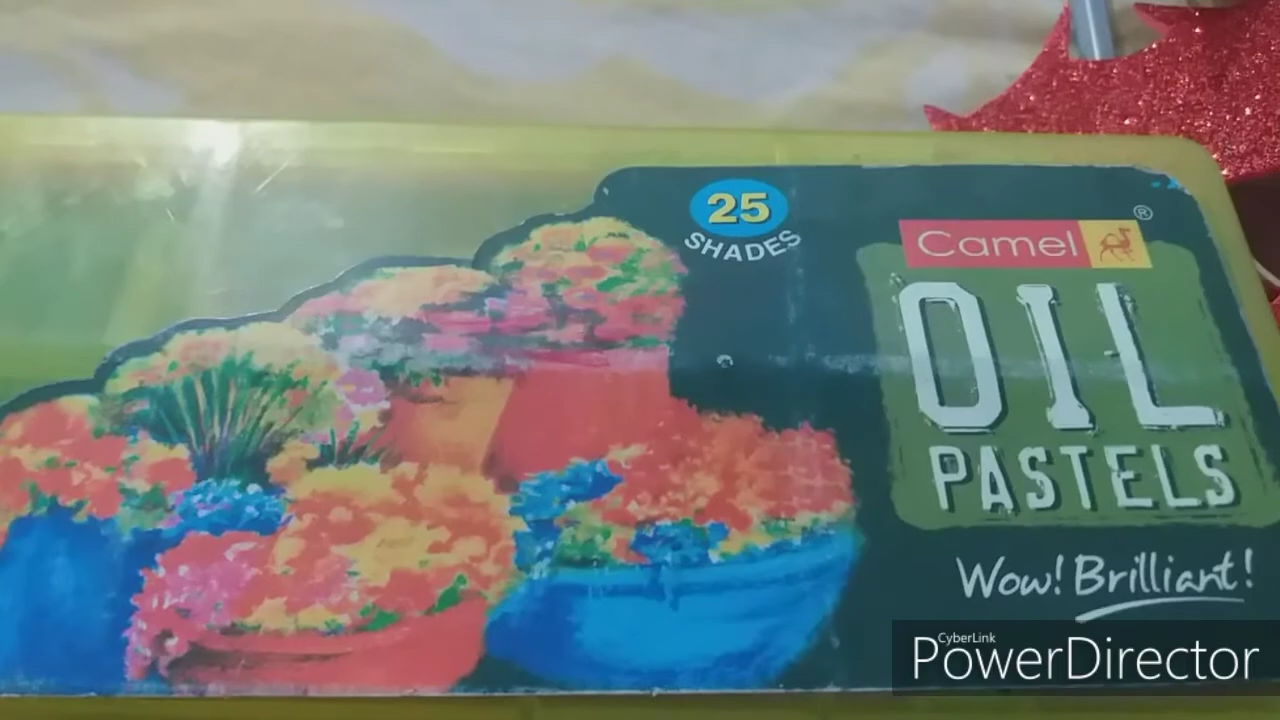 25
SHADES
Camel ®
OIL
PASTELS
Wow! Brilliant!
CyberLink
PowerDirector